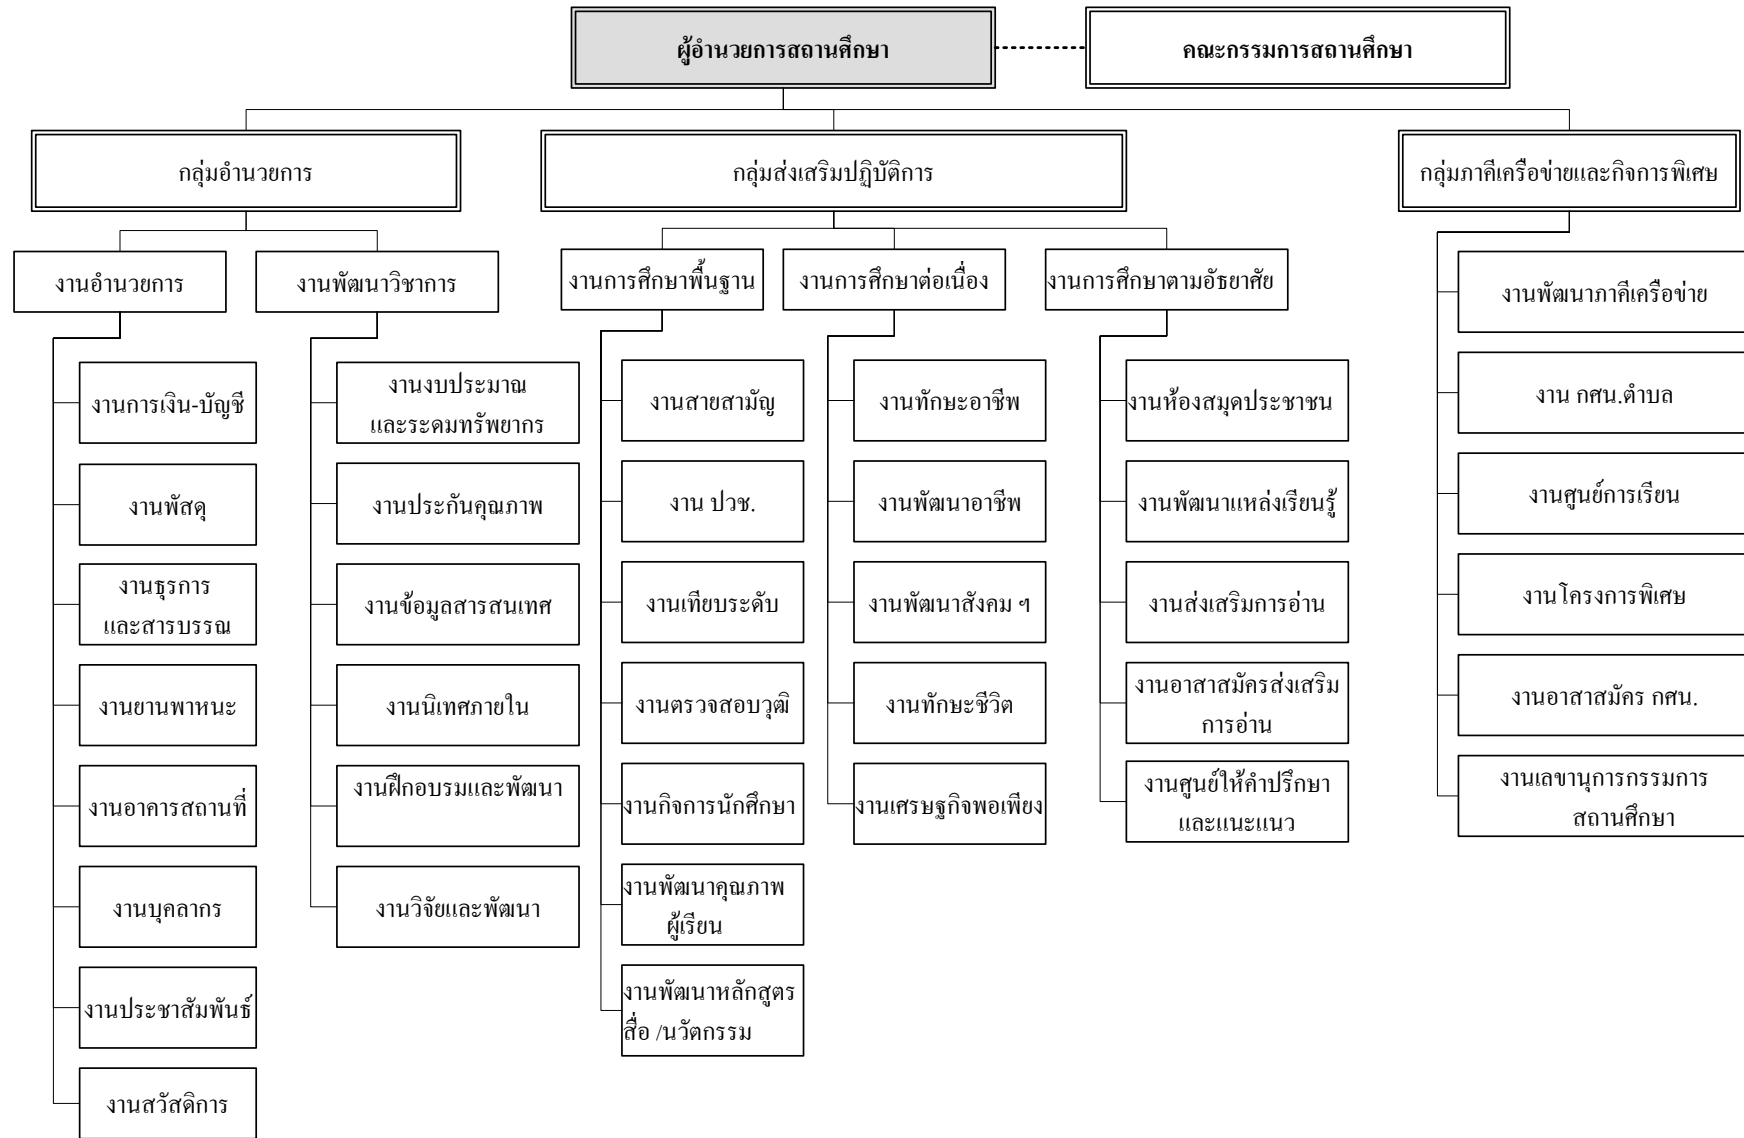 ผู้อำนวยการสถานศึกษา
คณะกรรมการสถานศึกษา
กลุ่มอำนวยการ
กลุ่มส่งเสริมปฏิบัติการ
กลุ่มภาคีเครือข่ายและกิจการพิเศษ
งานอำนวยการ
งานพัฒนาวิชาการ
งานการศึกษาพื้นฐาน
งานการศึกษาต่อเนื่อง
งานการศึกษาตามอัธยาศัย
งานการเงิน-บัญชี
งานพัสดุ
งานธุรการ
และสารบรรณ
งานยานพาหนะ
งานอาคารสถานที่
งานบุคลากร
งานประชาสัมพันธ์
งานสวัสดิการ
งานงบประมาณ
และระดมทรัพยากร
งานประกันคุณภาพ
งานข้อมูลสารสนเทศ
งานนิเทศภายใน
งานฝึกอบรมและพัฒนา
งานวิจัยและพัฒนา
งานสายสามัญ
งาน ปวช.
งานเทียบระดับ
งานตรวจสอบวุฒิ
งานกิจการนักศึกษา
งานพัฒนาคุณภาพ
ผู้เรียน
งานพัฒนาหลักสูตร
สื่อ /นวัตกรรม
งานทักษะอาชีพ
งานพัฒนาอาชีพ
งานพัฒนาสังคม ฯ
งานทักษะชีวิต
งานเศรษฐกิจพอเพียง
งานห้องสมุดประชาชน
งานพัฒนาแหล่งเรียนรู้
งานส่งเสริมการอ่าน
งานอาสาสมัครส่งเสริม
การอ่าน
งานศูนย์ให้คำปรึกษา
และแนะแนว
งานพัฒนาภาคีเครือข่าย
งาน กศน.ตำบล
งานศูนย์การเรียน
งานโครงการพิเศษ
งานอาสาสมัคร กศน.
งานเลขานุการกรรมการ
สถานศึกษา